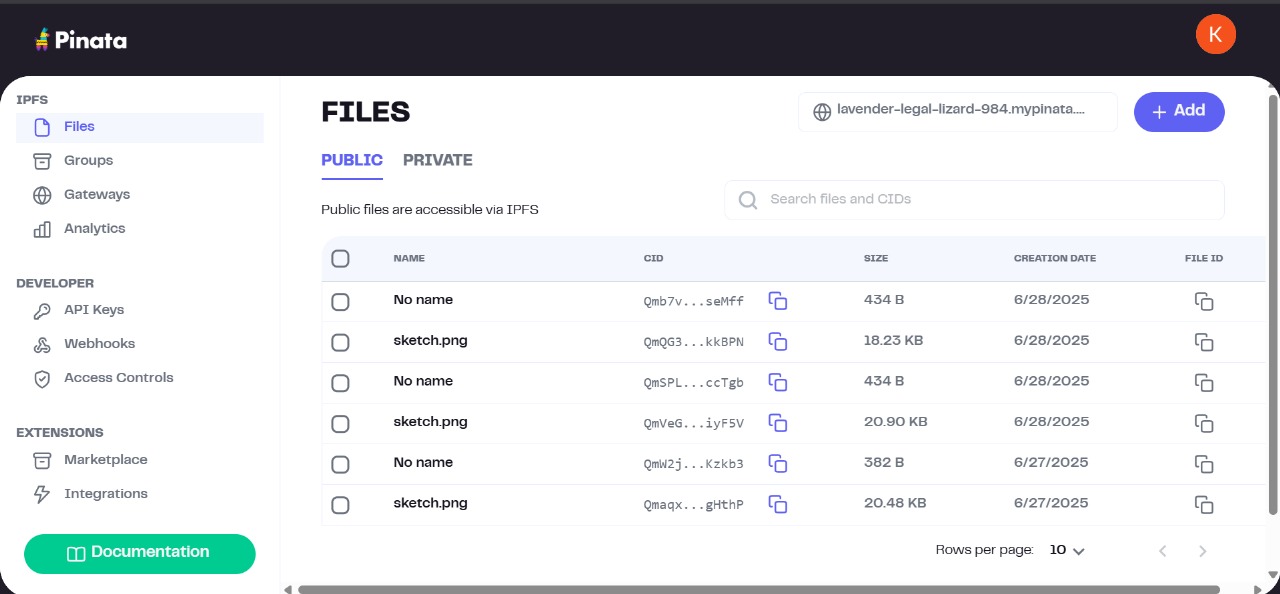 Pinata
K
IPFS
Files
Groups
Gateways
Analytics
DEVELOPER
API Keys
Webhooks
Access Controls
EXTENSIONS
Marketplace
Integrations
Documentation
FILES
lavender-legal-lizard-984.mypinata....
Add
PUBLIC PRIVATE
Public files are accessible via IPFS
Search files and CIDs
NAME CID SIZE CREATION DATE FILE ID
No name Qmb7v...seMff 434 B 6/28/2025
sketch.png QmQG3...kkBPN 18.23 KB 6/28/2025
No name QmSPL...ccTgb 434 B 6/28/2025
sketch.png QmVeG...iyF5V 20.90 KB 6/28/2025
No name QmW2j...Kzkb3 382 B 6/27/2025
sketch.png Qmaqx...gHthP 20.48 KB 6/27/2025
Rows per page: 10